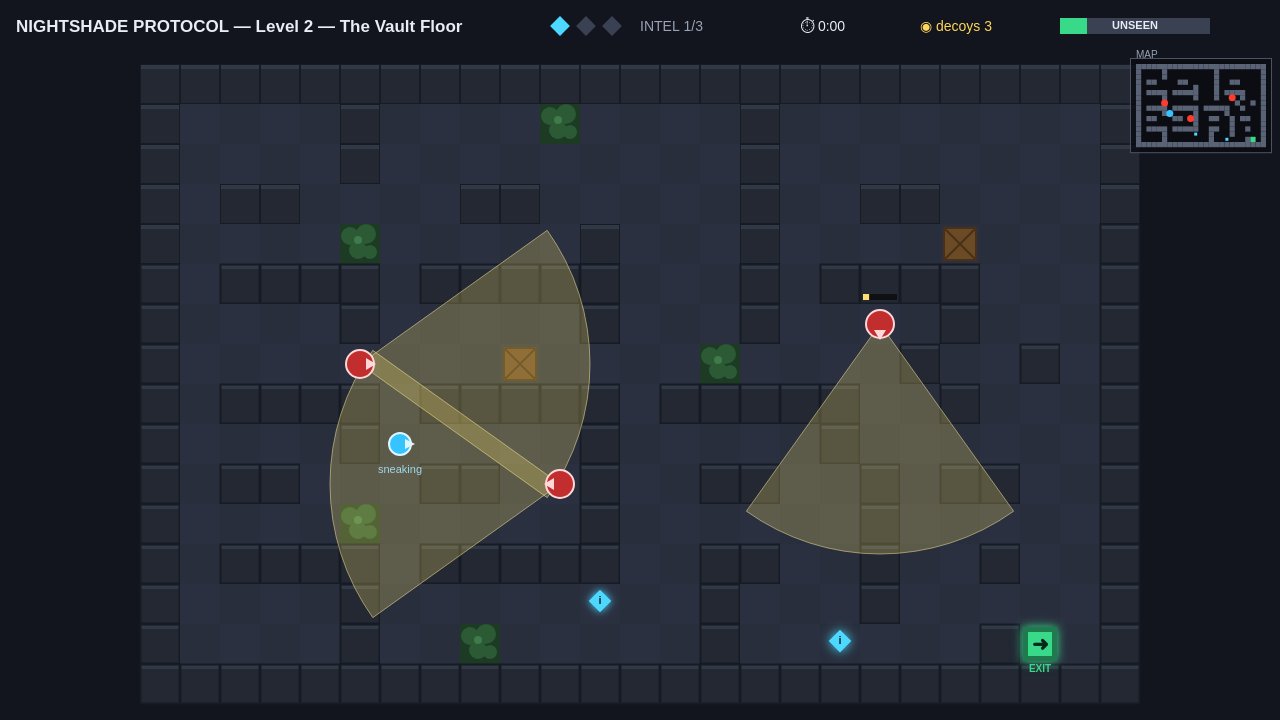 NIGHTSHADE PROTOCOL — Level 2 — The Vault Floor
INTEL 1/3
⏱0:00
◉ decoys 3
UNSEEN
MAP
sneaking
i
i
EXIT